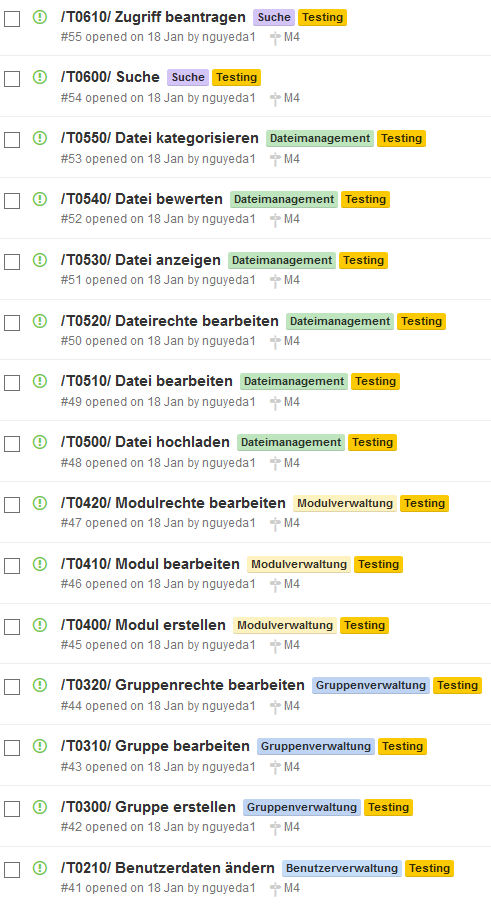 /T0610/ Zugriff beantragen Suche Testing
#55 opened on 18 Jan by nguyeda1 M4
/T0600/ Suche Suche Testing
#54 opened on 18 Jan by nguyeda1 M4
/T0550/ Datei kategorisieren Dateimanagement Testing
#53 opened on 18 Jan by nguyeda1 M4
/T0540/ Datei bewerten Dateimanagement Testing
#52 opened on 18 Jan by nguyeda1 M4
/T0530/ Datei anzeigen Dateimanagement Testing
#51 opened on 18 Jan by nguyeda1 M4
/T0520/ Dateirechte bearbeiten Dateimanagement Testing
#50 opened on 18 Jan by nguyeda1 M4
/T0510/ Datei bearbeiten Dateimanagement Testing
#49 opened on 18 Jan by nguyeda1 M4
/T0500/ Datei hochladen Dateimanagement Testing
#48 opened on 18 Jan by nguyeda1 M4
/T0420/ Modulrechte bearbeiten Modulverwaltung Testing
#47 opened on 18 Jan by nguyeda1 M4
/T0410/ Modul bearbeiten Modulverwaltung Testing
#46 opened on 18 Jan by nguyeda1 M4
/T0400/ Modul erstellen Modulverwaltung Testing
#45 opened on 18 Jan by nguyeda1 M4
/T0320/ Gruppenrechte bearbeiten Gruppenverwaltung Testing
#44 opened on 18 Jan by nguyeda1 M4
/T0310/ Gruppe bearbeiten Gruppenverwaltung Testing
#43 opened on 18 Jan by nguyeda1 M4
/T0300/ Gruppe erstellen Gruppenverwaltung Testing
#42 opened on 18 Jan by nguyeda1 M4
/T0210/ Benutzerdaten ändern Benutzerverwaltung Testing
#41 opened on 18 Jan by nguyeda1 M4